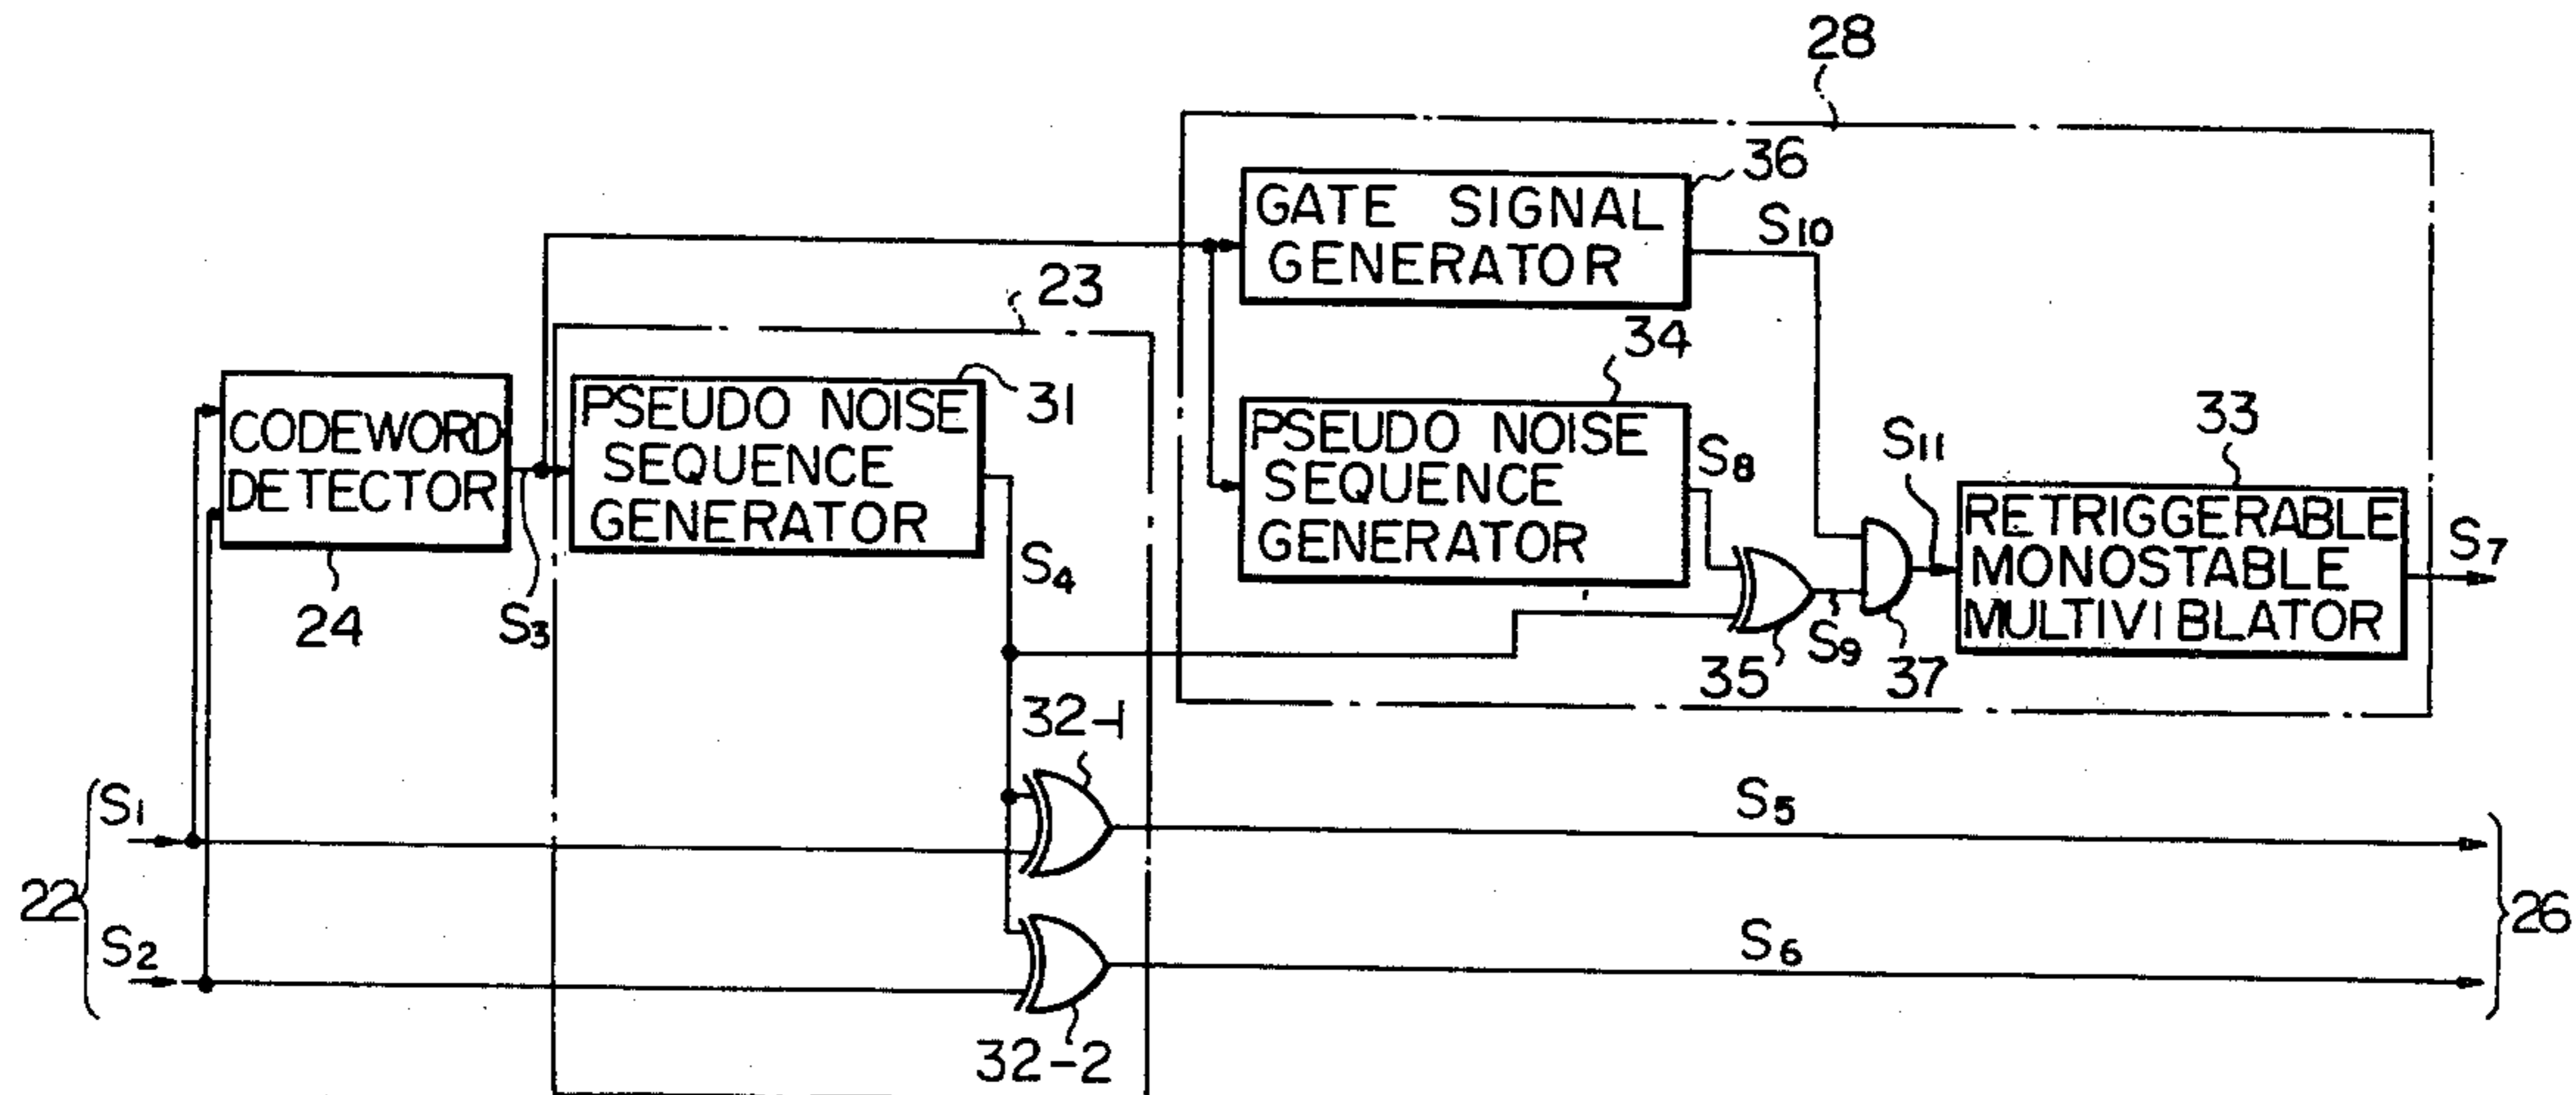 28
36
GATE SIGNAL
GENERATOR
S10
23
34
31
PSEUDO NOISE
SEQUENCE
GENERATOR
CODEWORD
DETECTOR
PSEUDO NOISE
SEQUENCE
GENERATOR
S8
33
S11
RETRIGGERABLE
MONOSTABLE
MULTIVIBLATOR
S7
S4
24
S3
35
S9
37
32-1
S1
S5
22
26
S2
S6
32-2